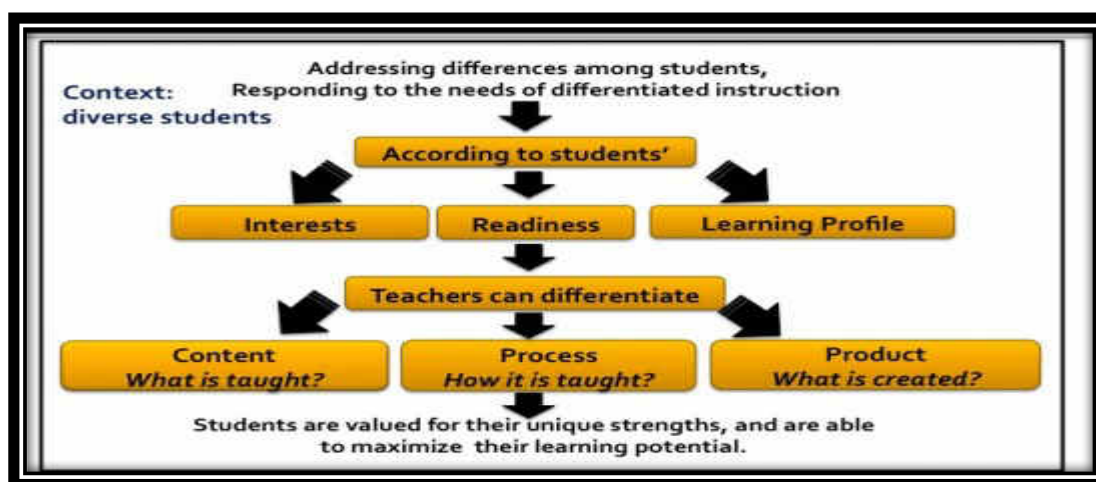 Addressing differences among students,
Context:
Responding to the needs of differentiated instruction
diverse students
According to students'
Interests
Readiness
Learning Profile
Teachers can differentiate
Content
What is taught?
Process
How it is taught?
Product
What is created?
Students are valued for their unique strengths, and are able
to maximize their learning potential.